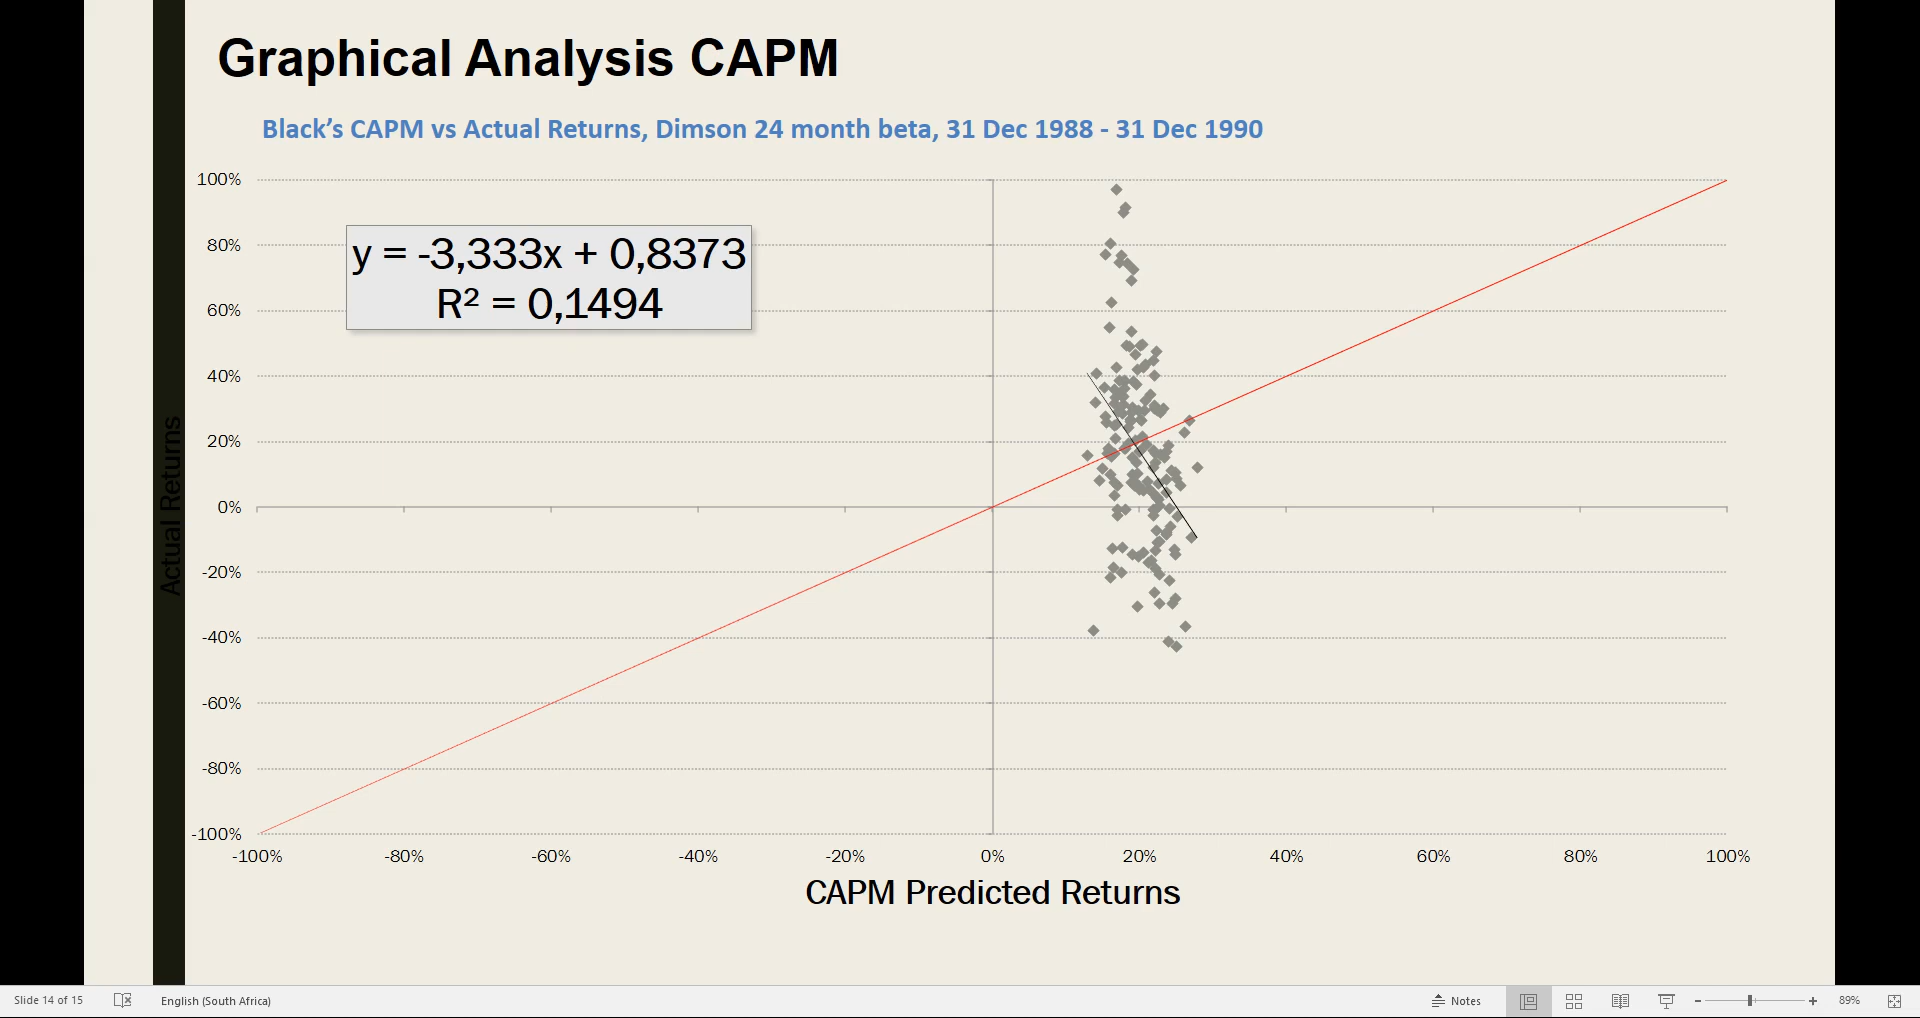 Graphical Analysis CAPM
Black’s CAPM vs Actual Returns, Dimson 24 month beta, 31 Dec 1988 - 31 Dec 1990
100%
80%
60%
40%
20%
0%
-20%
-40%
-60%
-80%
-100%
y = -3,333x + 0,8373
R² = 0,1494
Actual Returns
-100%
-80%
-60%
-40%
-20%
0%
20%
40%
60%
80%
100%
CAPM Predicted Returns
Slide 14 of 15
English (South Africa)
Notes
89%